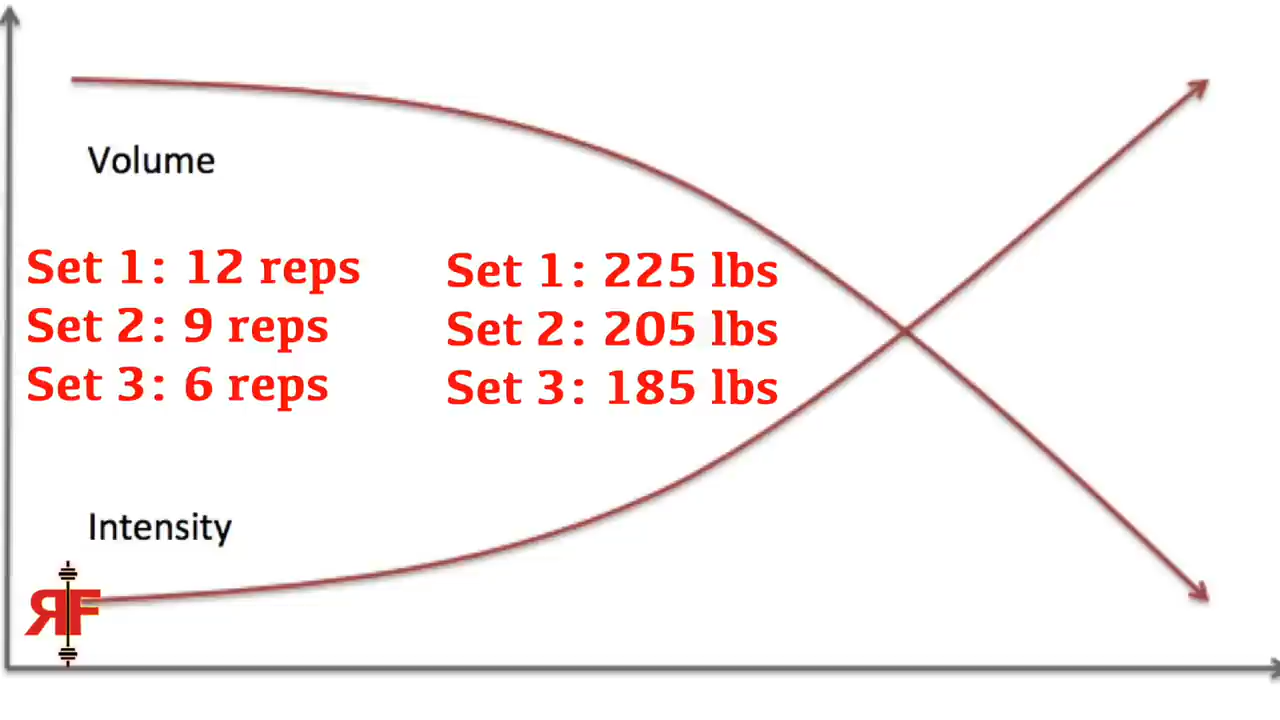 Volume
Set 1: 12 reps
Set 2: 9 reps
Set 3: 6 reps
Set 1: 225 lbs
Set 2: 205 lbs
Set 3: 185 lbs
Intensity
RF